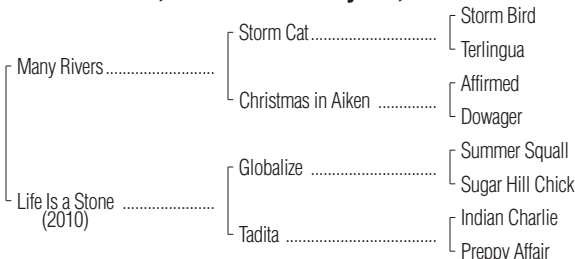 Storm Bird
Storm Cat..............................
Terlingua
Many Rivers..........................
Affirmed
Christmas in Aiken ..............
Dowager
Summer Squall
Globalize ..............................
Sugar Hill Chick
Life Is a Stone ......................
(2010)
Indian Charlie
Tadita ....................................
Preppy Affair